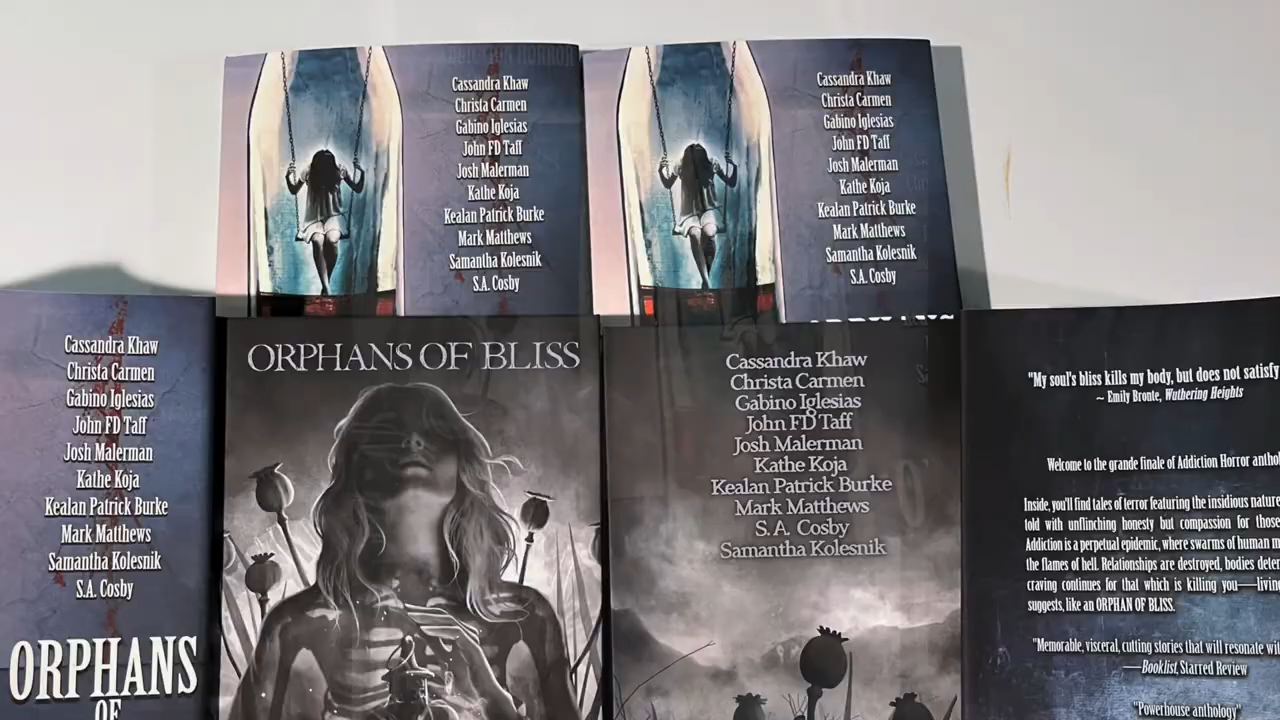 Cassandra Khaw
Christa Carmen
Gabino Iglesias
John FD Taff
Josh Malerman
Kathe Koja
Kealan Patrick Burke
Mark Matthews
Samantha Kolesnik
S.A. Cosby
Cassandra Khaw
Christa Carmen
Gabino Iglesias
John FD Taff
Josh Malerman
Kathe Koja
Kealan Patrick Burke
Mark Matthews
Samantha Kolesnik
S.A. Cosby
Cassandra Khaw
Christa Carmen
Gabino Iglesias
John FD Taff
Josh Malerman
Kathe Koja
Kealan Patrick Burke
Mark Matthews
Samantha Kolesnik
S.A. Cosby
ORPHANS
OF
ORPHANS OF BLISS
Cassandra Khaw
Christa Carmen
Gabino Iglesias
John FD Taff
Josh Malerman
Kathe Koja
Kealan Patrick Burke
Mark Matthews
S. A. Cosby
Samantha Kolesnik
"My soul's bliss kills my body, but does not satisfy
~ Emily Bronte, Wuthering Heights
Welcome to the grande finale of Addiction Horror
Inside, you'll find tales of terror featuring the insidious nature
told with unflinching honesty but compassion for those
Addiction is a perpetual epidemic, where swarms of human
the flames of hell. Relationships are destroyed, bodies
craving continues for that which is killing you—
suggests, like an ORPHAN OF BLISS.
"Memorable, visceral, cutting stories that will resonate
—Booklist, Starred Review
"Powerhouse anthology"